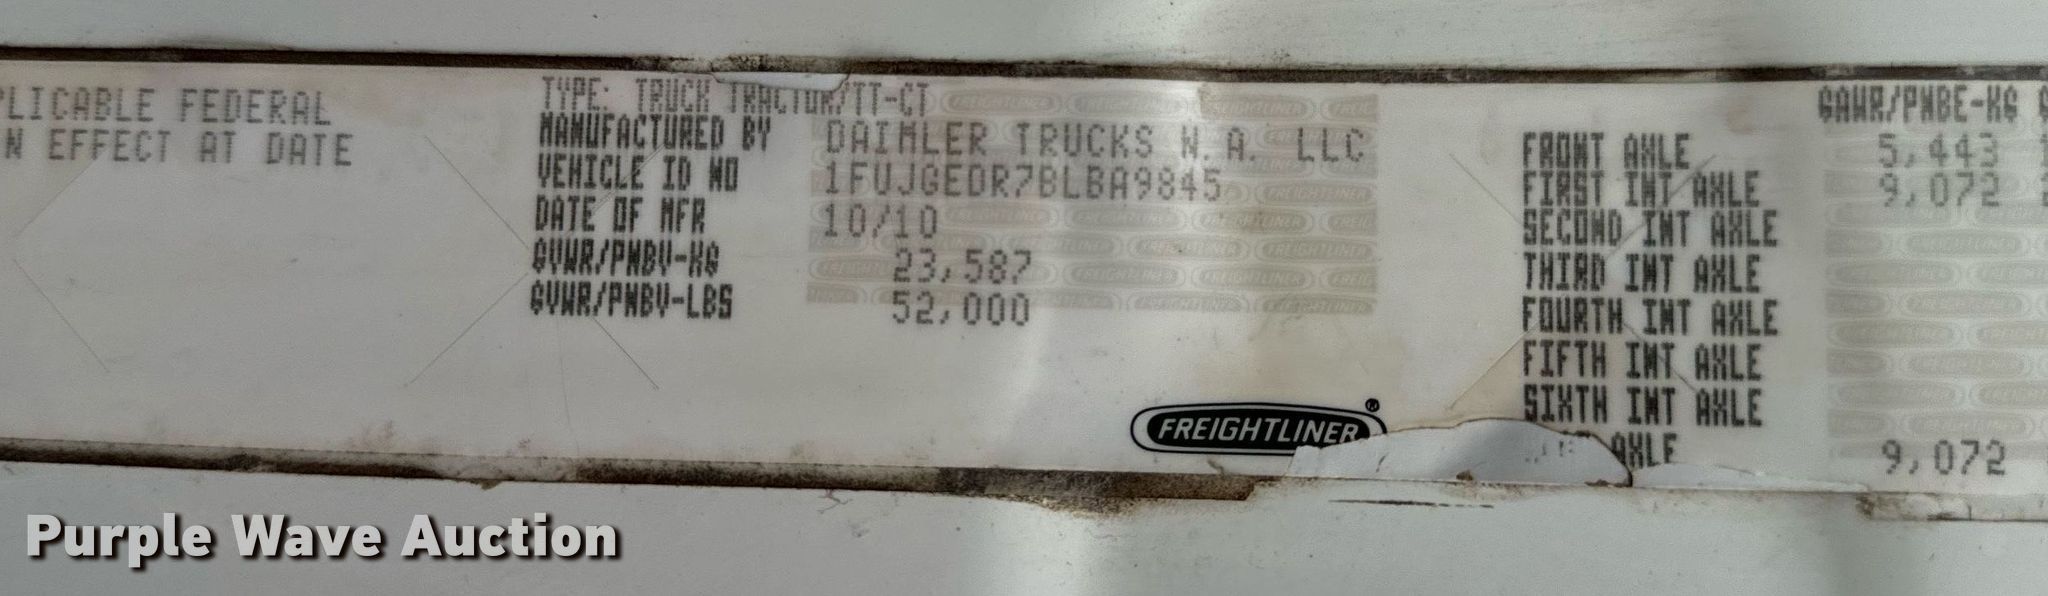 PLICABLE FEDERAL
N EFFECT AT DATE
TYPE: TRUCK TRACTOR/TT-CT
MANUFACTURED BY DAIMLER TRUCKS N.A. LLC
VEHICLE ID NO 1FUJGEDR7BLBA9845
DATE OF MFR 10/10
GVWR/PNBV-KG 23,587
GVWR/PNBV-LBS 52,000
FREIGHTLINER
GAWR/PNBE-KG
FRONT AXLE 5,443
FIRST INT AXLE 9,072
SECOND INT AXLE
THIRD INT AXLE
FOURTH INT AXLE
FIFTH INT AXLE
SIXTH INT AXLE
AXLE 9,072
Purple Wave Auction